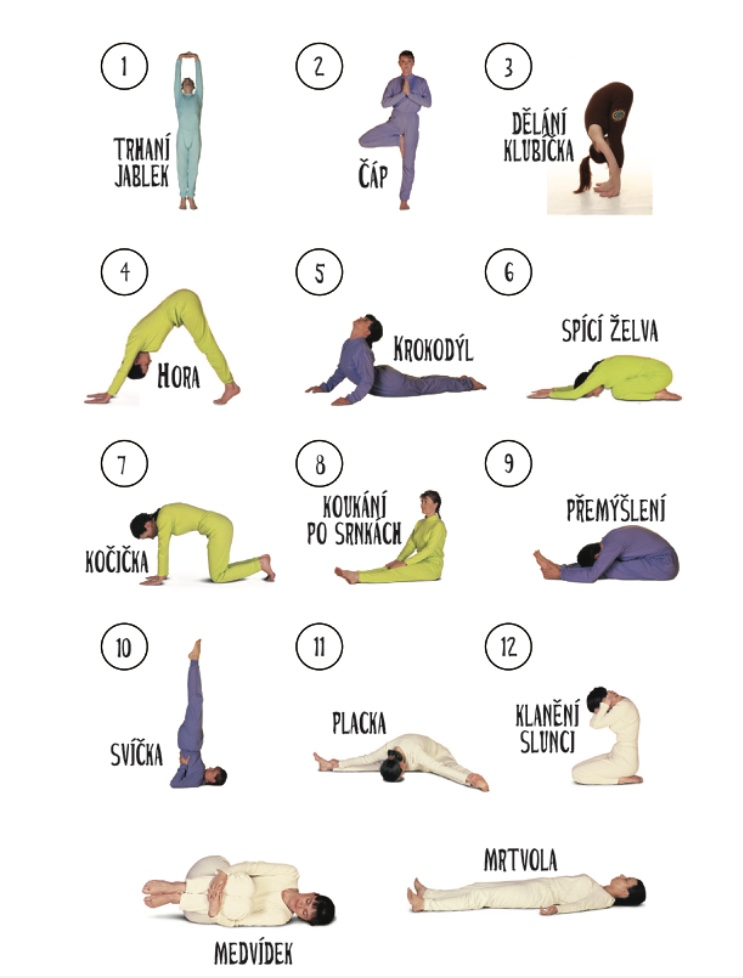 1
TRHANÍ
JABLEK
2
ČÁP
3
DĚLÁNÍ
KLUBÍČKA
4
HORA
5
KROKODÝL
6
SPÍCÍ ŽELVA
7
KOČIČKA
8
KOUKÁNÍ
PO SRNKÁCH
9
PŘEMÝŠLENÍ
10
SVÍČKA
11
PLACKA
12
KLANĚNÍ
SLUNCI
MEDVÍDEK
MRTVOLA